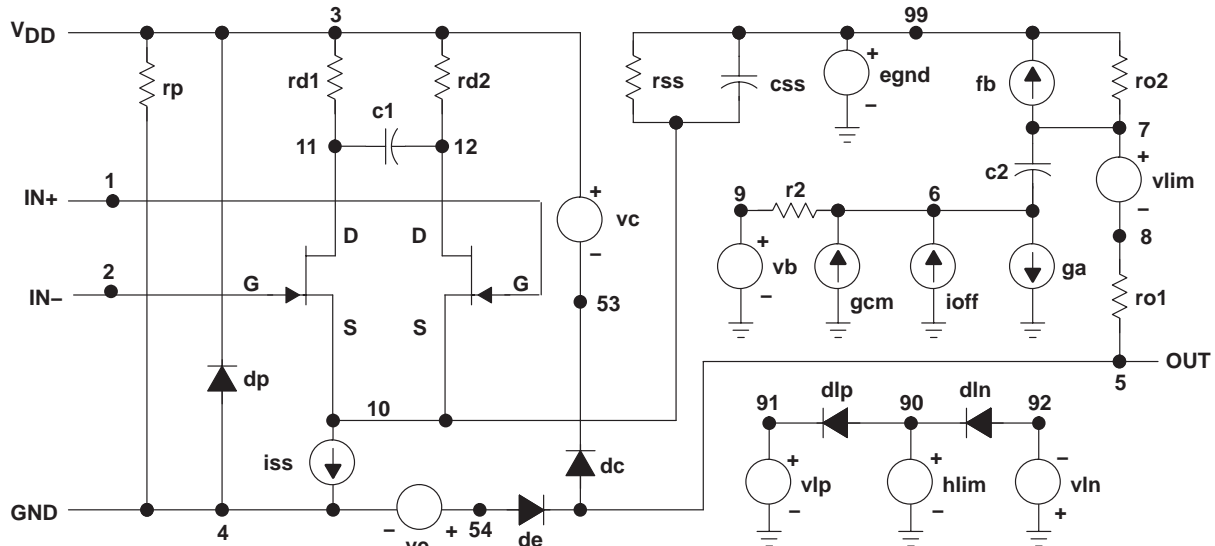 3
99
VDD
rp
rd1
rd2
rss
css
+
egnd
–
fb
ro2
c1
11
12
7
1
IN+
c2
+
vlim
–
9
r2
6
8
D
D
+
vc
–
2
IN–
G
G
+
vb
–
gcm
ioff
ga
ro1
53
S
S
OUT
5
dp
10
91
dlp
90
dln
92
iss
dc
+
vlp
–
+
hlim
–
–
vln
+
GND
4
–
+
54
de